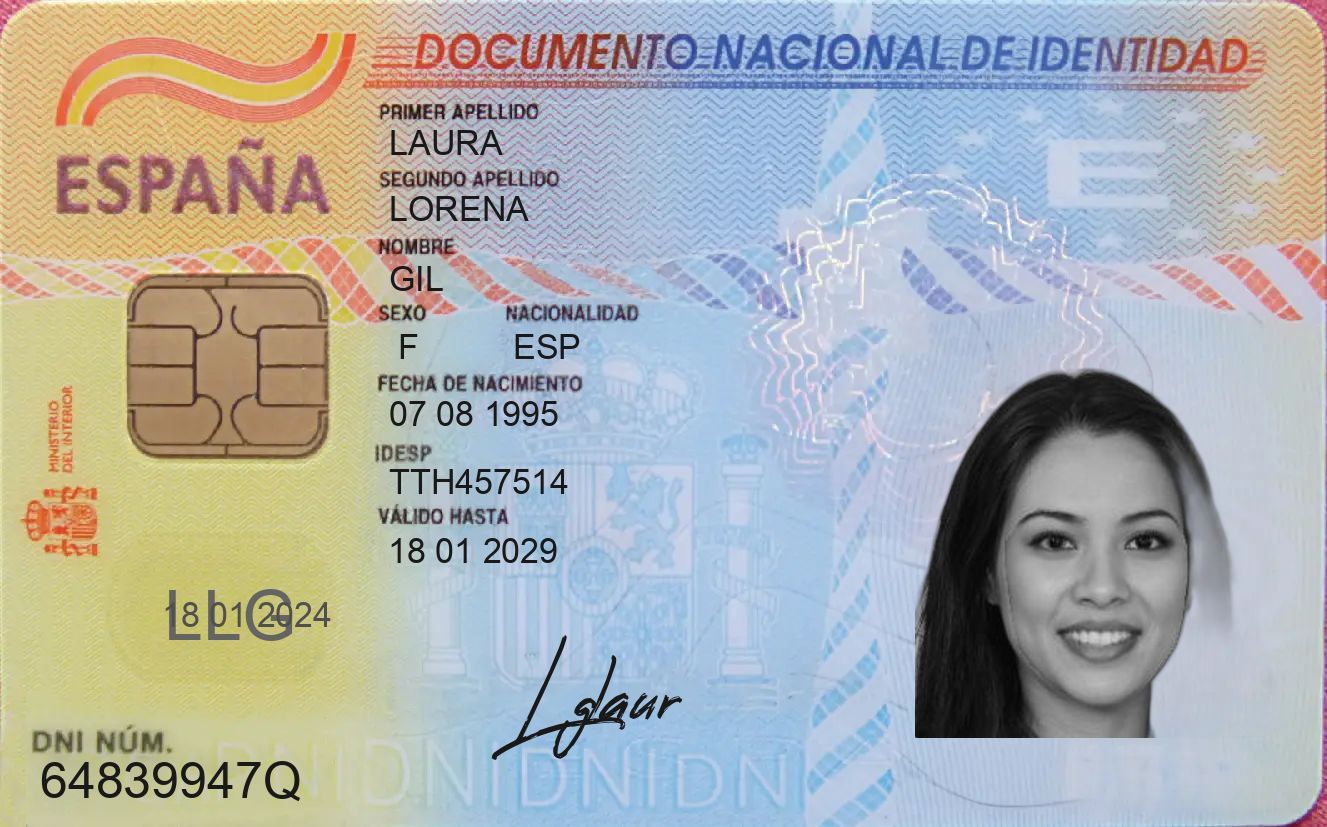 DOCUMENTO NACIONAL DE IDENTIDAD
ESPAÑA
PRIMER APELLIDO
LAURA
SEGUNDO APELLIDO
LORENA
NOMBRE
GIL
SEXO NACIONALIDAD
F ESP
FECHA DE NACIMIENTO
07 08 1995
IDESP
TTH457514
VÁLIDO HASTA
18 01 2029
MINISTERIO
DEL INTERIOR
LLG
18 01 2024
Lglaur
DNI NÚM.
64839947Q
DNIDNIDNIDNI
E